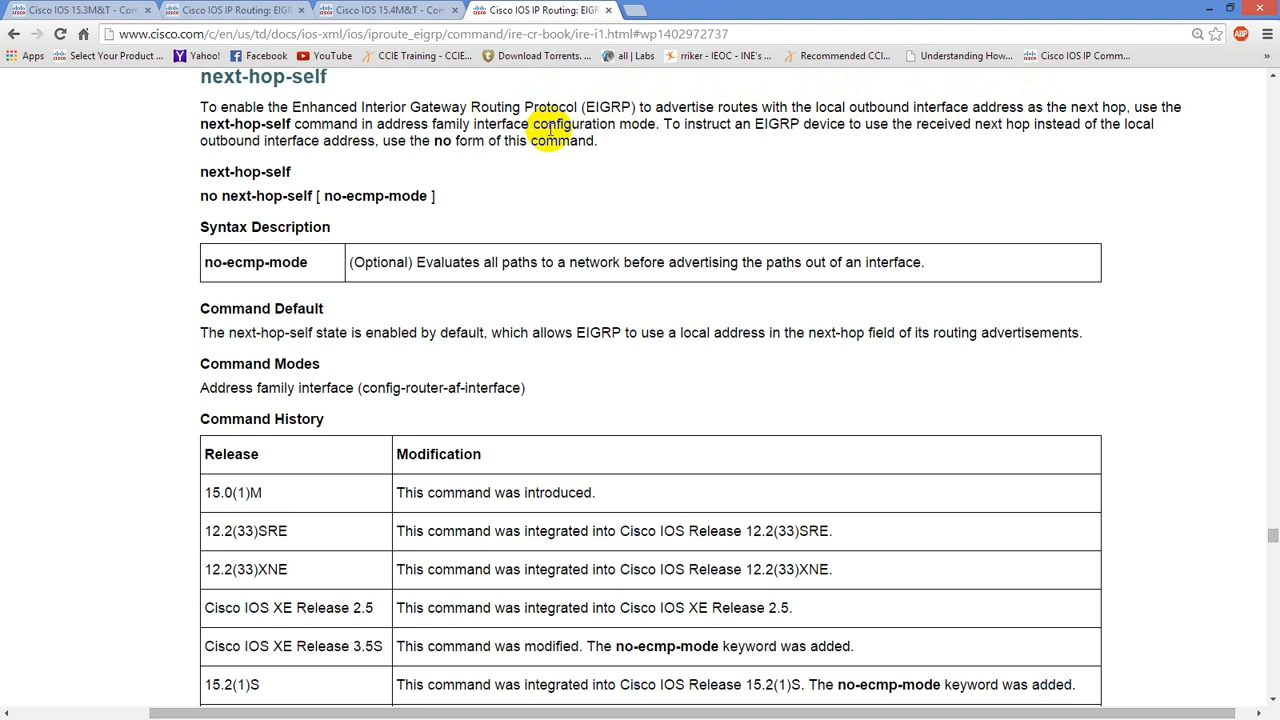 Cisco IOS 15.3M&T - Con
Cisco IOS IP Routing: EIGR
Cisco IOS 15.4M&T - Con
Cisco IOS IP Routing: EIGR
www.cisco.com/c/en/us/td/docs/ios-xml/ios/iproute_eigrp/command/ire-cr-book/ire-i1.html#wp1402972737
ABP
Apps
Select Your Product ...
Yahoo!
Facebook
YouTube
CCIE Training - CCIE...
Download Torrents. ...
all | Labs
rriker - IEOC - INE's ...
Recommended CCI...
Understanding How...
Cisco IOS IP Comm...
»
next-hop-self
To enable the Enhanced Interior Gateway Routing Protocol (EIGRP) to advertise routes with the local outbound interface address as the next hop, use the
next-hop-self command in address family interface configuration mode. To instruct an EIGRP device to use the received next hop instead of the local
outbound interface address, use the no form of this command.
next-hop-self
no next-hop-self [ no-ecmp-mode ]
Syntax Description
no-ecmp-mode
(Optional) Evaluates all paths to a network before advertising the paths out of an interface.
Command Default
The next-hop-self state is enabled by default, which allows EIGRP to use a local address in the next-hop field of its routing advertisements.
Command Modes
Address family interface (config-router-af-interface)
Command History
Release
Modification
15.0(1)M
This command was introduced.
12.2(33)SRE
This command was integrated into Cisco IOS Release 12.2(33)SRE.
12.2(33)XNE
This command was integrated into Cisco IOS Release 12.2(33)XNE.
Cisco IOS XE Release 2.5
This command was integrated into Cisco IOS XE Release 2.5.
Cisco IOS XE Release 3.5S
This command was modified. The no-ecmp-mode keyword was added.
15.2(1)S
This command was integrated into Cisco IOS Release 15.2(1)S. The no-ecmp-mode keyword was added.